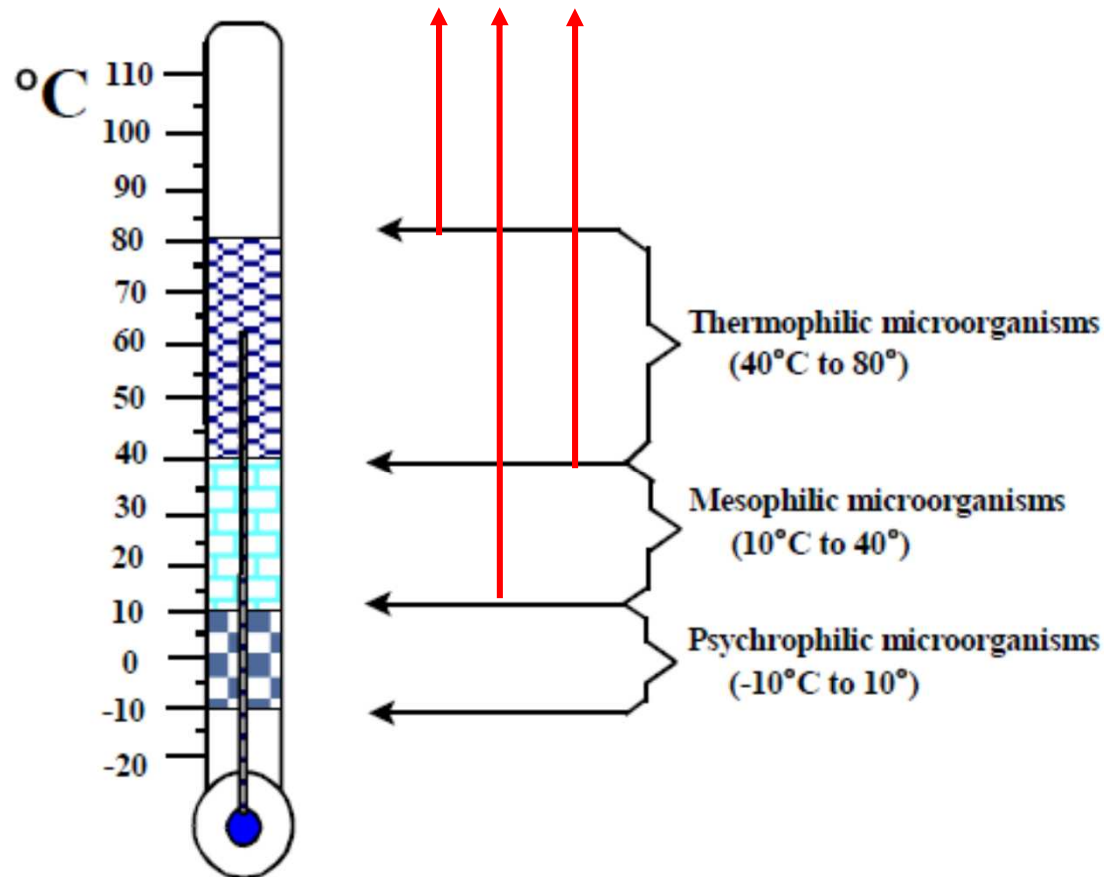 °C
110
100
90
80
70
60
50
40
30
20
10
0
-10
-20
Thermophilic microorganisms
(40°C to 80°)
Mesophilic microorganisms
(10°C to 40°)
Psychrophilic microorganisms
(-10°C to 10°)